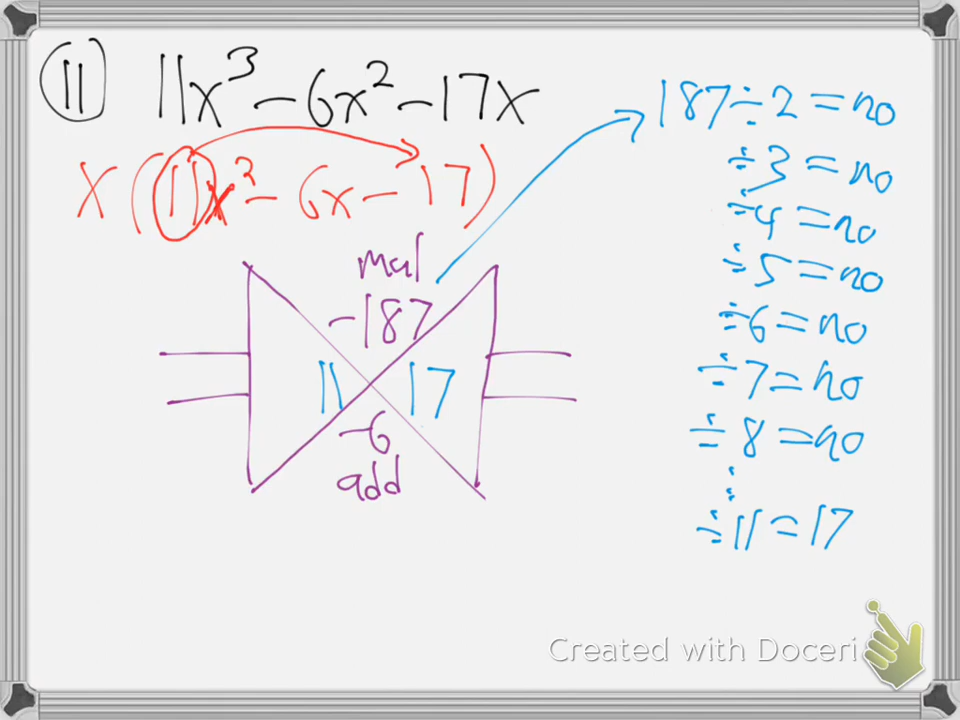 11 11x³ - 6x² - 17x
x(11x² - 6x - 17)
mul
-187
11 17
-6
add
187 ÷ 2 = no
÷ 3 = no
÷ 4 = no
÷ 5 = no
÷ 6 = no
÷ 7 = no
÷ 8 = no
⋮
÷ 11 = 17
Created with Doceri